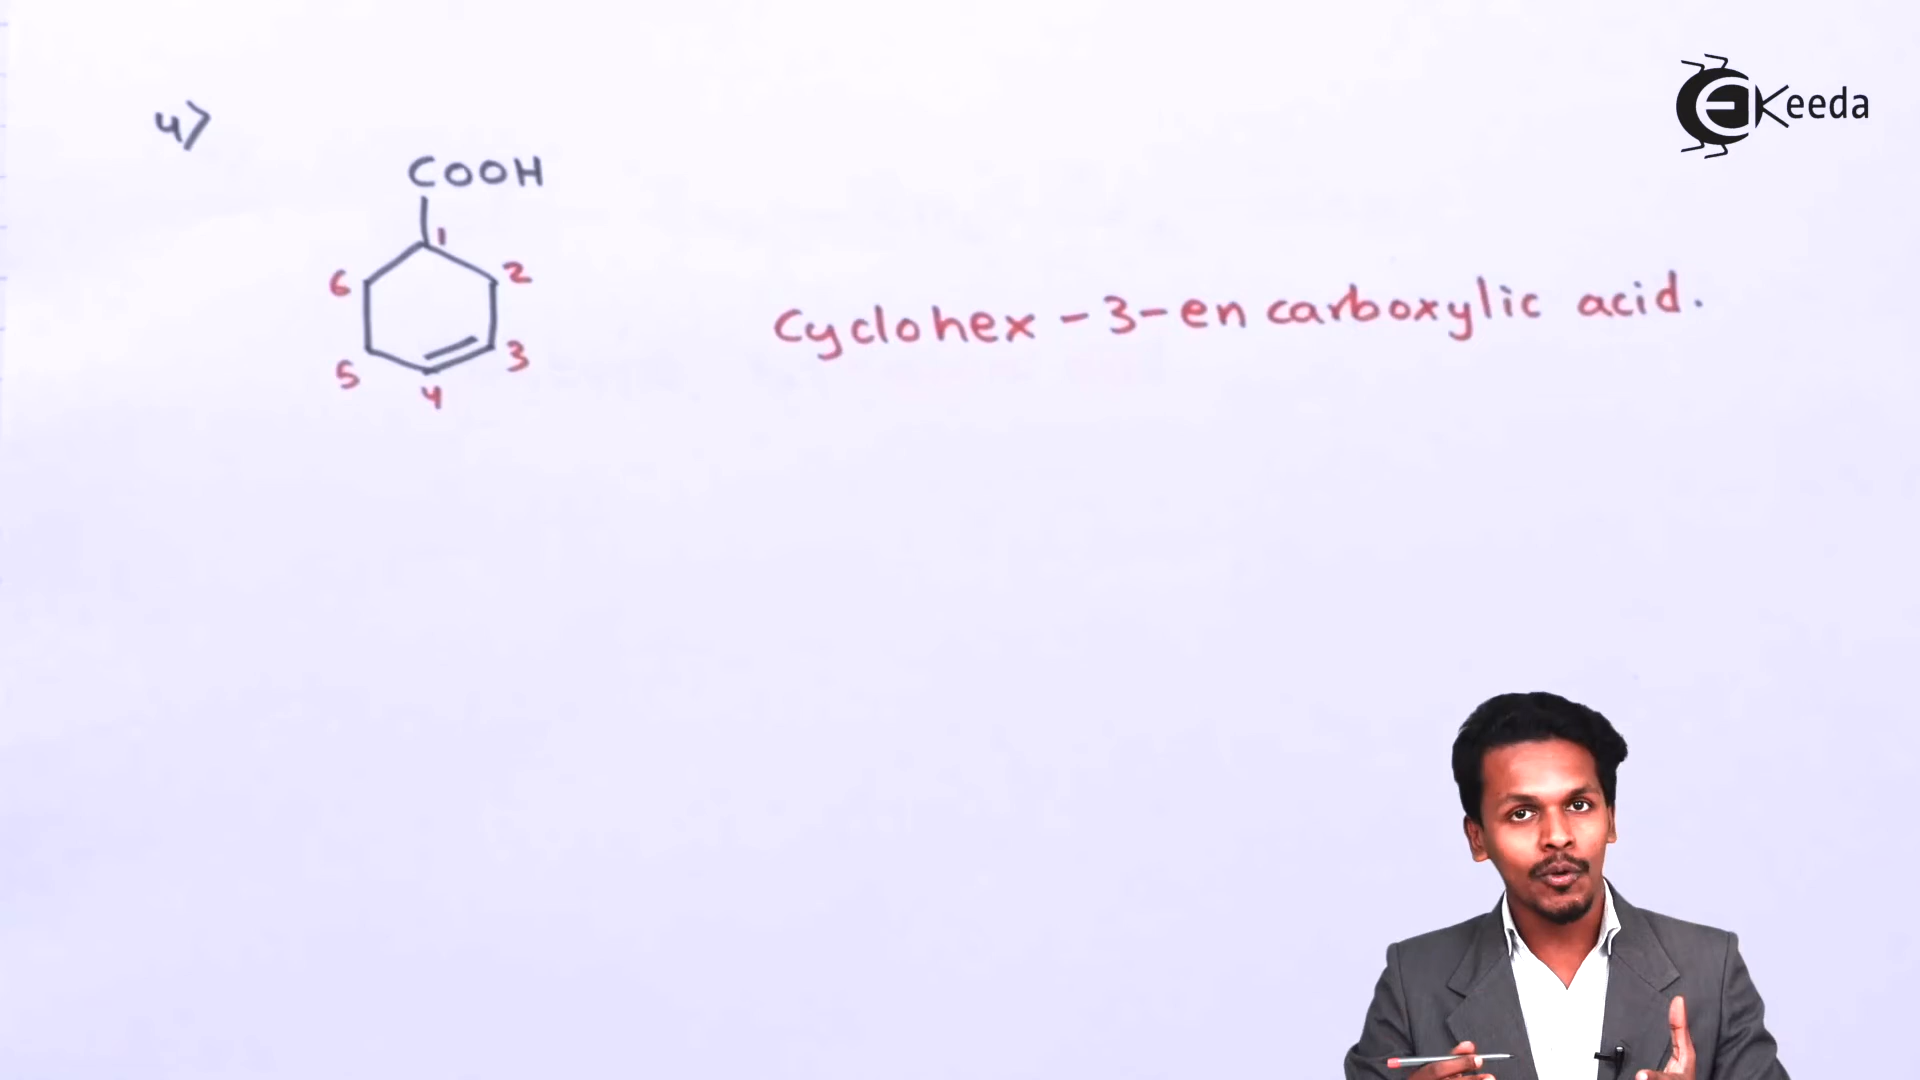 4)
COOH
1
6 2
5 3
4
Cyclohex-3-en carboxylic acid.
Keeda